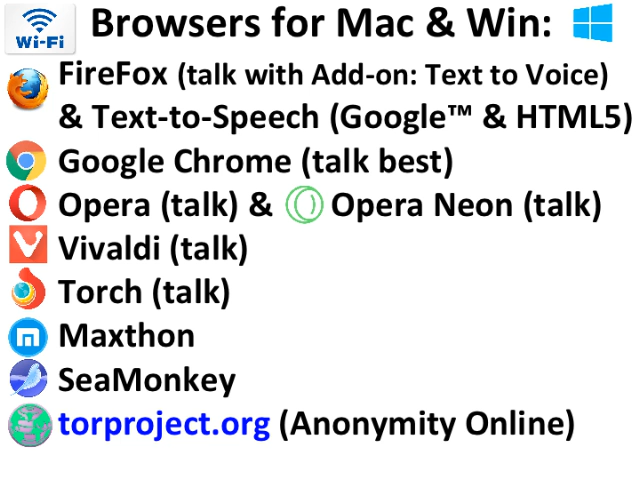 Wi-Fi
Browsers for Mac & Win:
FireFox (talk with Add-on: Text to Voice)
& Text-to-Speech (Google™ & HTML5)
Google Chrome (talk best)
Opera (talk) & Opera Neon (talk)
Vivaldi (talk)
Torch (talk)
Maxthon
SeaMonkey
torproject.org (Anonymity Online)